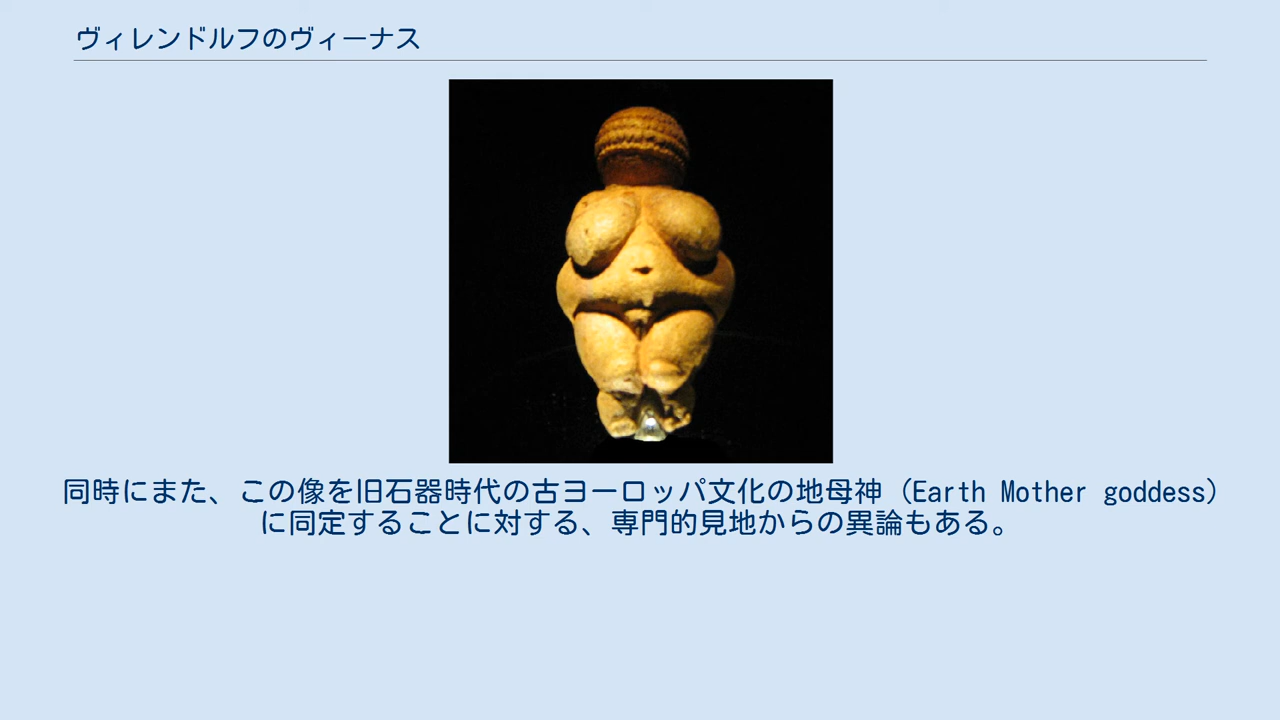 ヴィレンドルフのヴィーナス
同時にまた、この像を旧石器時代の古ヨーロッパ文化の地母神（Earth Mother goddess）
に同定することに対する、専門的見地からの異論もある。